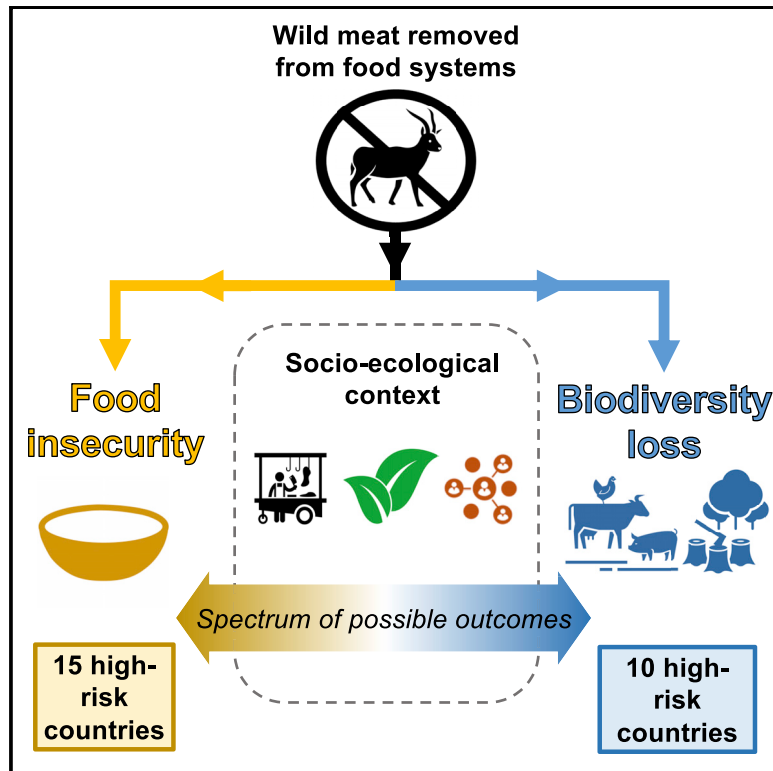 Wild meat removed
from food systems
Socio-ecological
context
Food
insecurity
Biodiversity
loss
Spectrum of possible outcomes
15 high-
risk
countries
10 high-
risk
countries